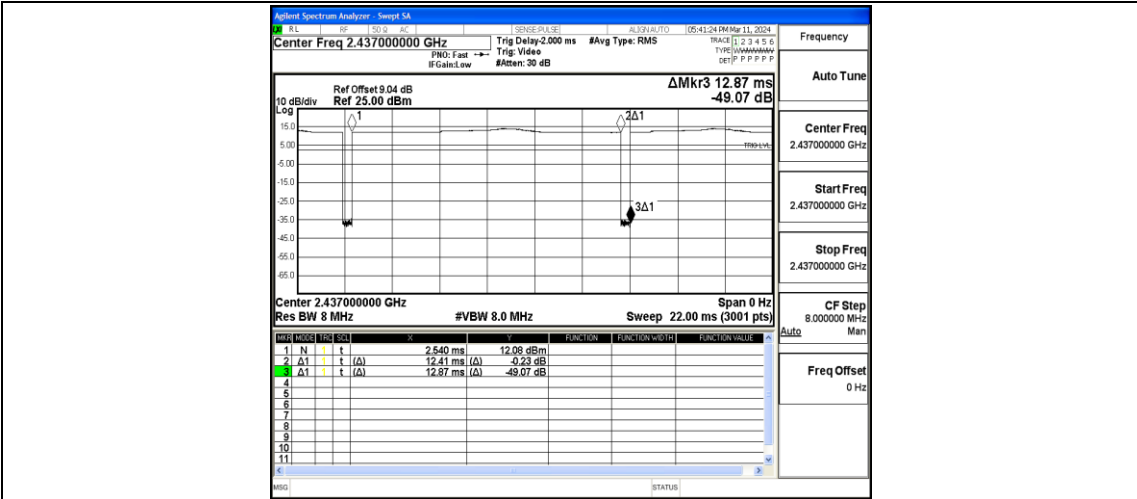 Agilent Spectrum Analyzer - Swept SA
RL RF 50 Ω AC SENSE:PULSE ALIGN AUTO 05:41:24 PM Mar 11, 2024
Center Freq 2.437000000 GHz Trig Delay-2.000 ms #Avg Type: RMS TRACE 1 2 3 4 5 6 Frequency
PNO: Fast Trig: Video TYPE WWWWWW
IFGain:Low #Atten: 30 dB DET P P P P P P
Auto Tune
Ref Offset 9.04 dB ΔMkr3 12.87 ms
10 dB/div Ref 25.00 dBm -49.07 dB
Log
1 2Δ1
15.0
Center Freq
2.437000000 GHz
5.00 TRIG LVL
-5.00
-15.0
Start Freq
2.437000000 GHz
-25.0
3Δ1
-35.0
-45.0
Stop Freq
2.437000000 GHz
-55.0
-65.0
Center 2.437000000 GHz Span 0 Hz
Res BW 8 MHz #VBW 8.0 MHz Sweep 22.00 ms (3001 pts)
CF Step
8.000000 MHz
Auto Man
MKR MODE TRC SCL X Y FUNCTION FUNCTION WIDTH FUNCTION VALUE
1 N 1 t 2.540 ms 12.08 dBm
2 Δ1 1 t (Δ) 12.41 ms (Δ) -0.23 dB
3 Δ1 1 t (Δ) 12.87 ms (Δ) -49.07 dB
Freq Offset
0 Hz
4
5
6
7
8
9
10
11
MSG STATUS